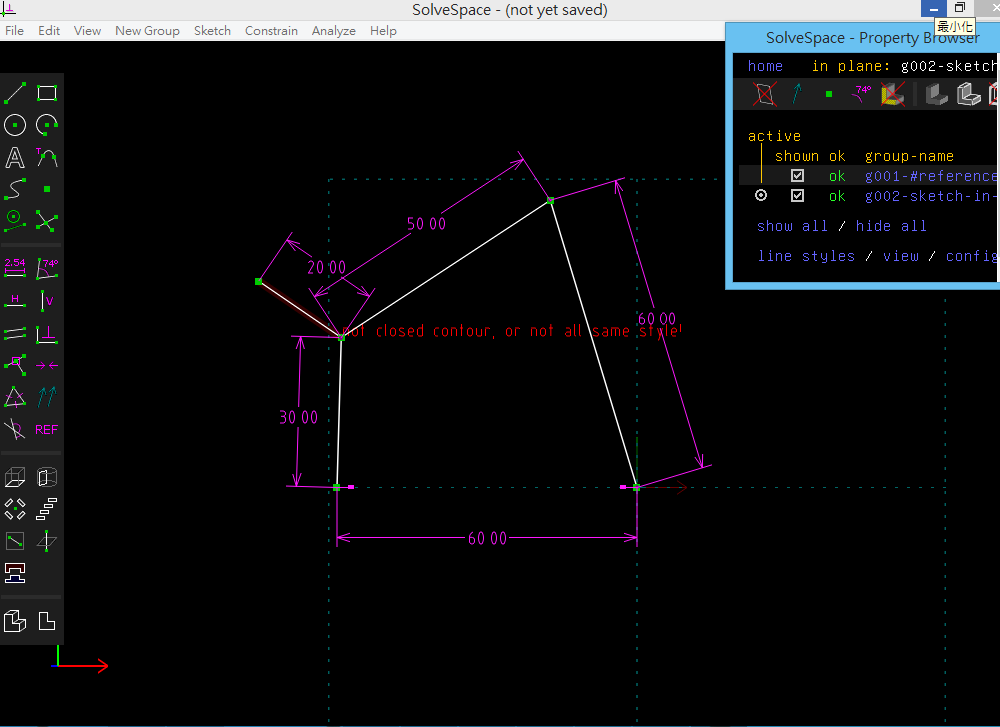 SolveSpace - (not yet saved)
最小化
File Edit View New Group Sketch Constrain Analyze Help
SolveSpace - Property Browser
home in plane: g002-sketch
74°
active
shown ok group-name
ok g001-#reference
ok g002-sketch-in-
show all / hide all
line styles / view / config
A
T
2.54 74°
H V
REF
50.00
20.00
60.00
not closed contour, or not all same style!
30.00
60.00